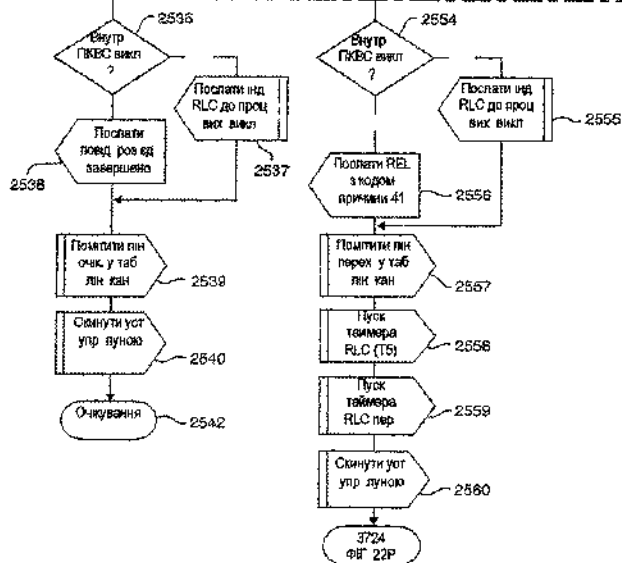 2536
Внутр
ПКВС викл
?
Послати інд
RLC до проц
вих викл
2537
Послати
повід роз'єд
завершено
2538
Помітити лін
очік. у таб
лін кан
2539
Скинути уст
упр луною
2540
Очікування
2542
2554
Внутр
ПКВС викл
?
Послати інд
RLC до проц
вих викл
2555
Послати REL
з кодом
причини 41
2556
Помітити лін
перех у таб
лін кан
2557
Пуск
таймера
RLC (T5)
2558
Пуск
таймера
RLC пер
2559
Скинути уст
упр луною
2560
3724
ФІГ 22Р